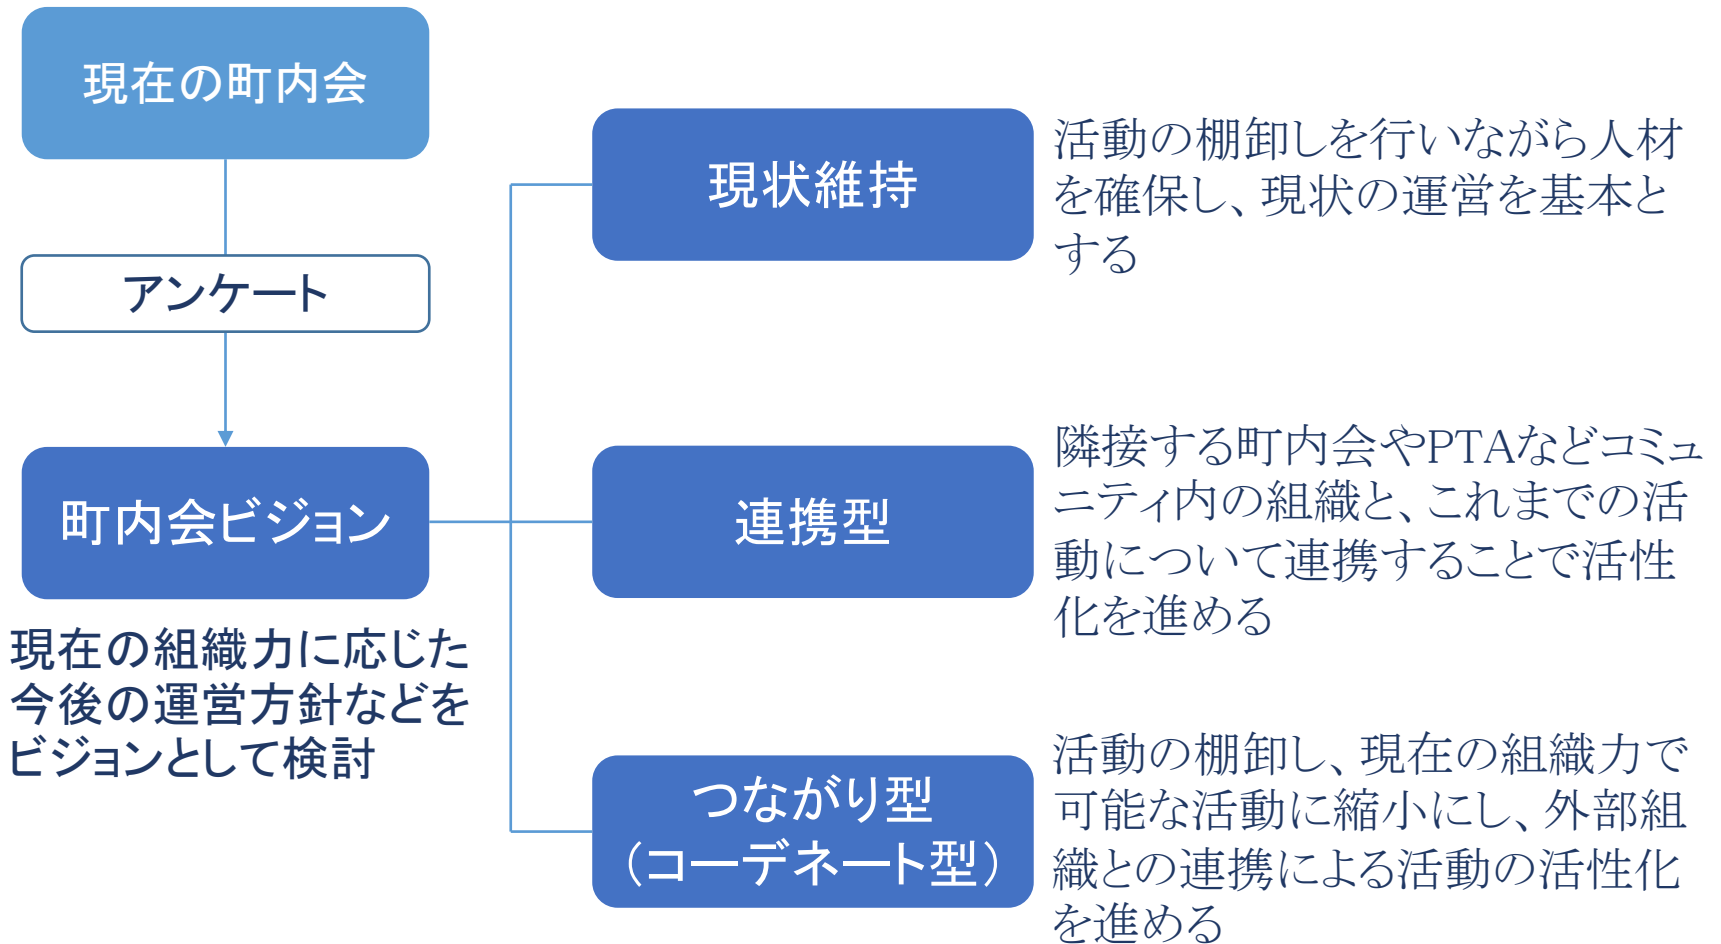 現在の町内会
アンケート
町内会ビジョン
現在の組織力に応じた
今後の運営方針などを
ビジョンとして検討
現状維持
活動の棚卸しを行いながら人材
を確保し、現状の運営を基本と
する
連携型
隣接する町内会やPTAなどコミュ
ニティ内の組織と、これまでの活
動について連携することで活性
化を進める
つながり型
（コーデネート型）
活動の棚卸し、現在の組織力で
可能な活動に縮小にし、外部組
織との連携による活動の活性化
を進める